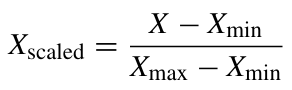 X_scaled = (X − X_min) / (X_max − X_min)